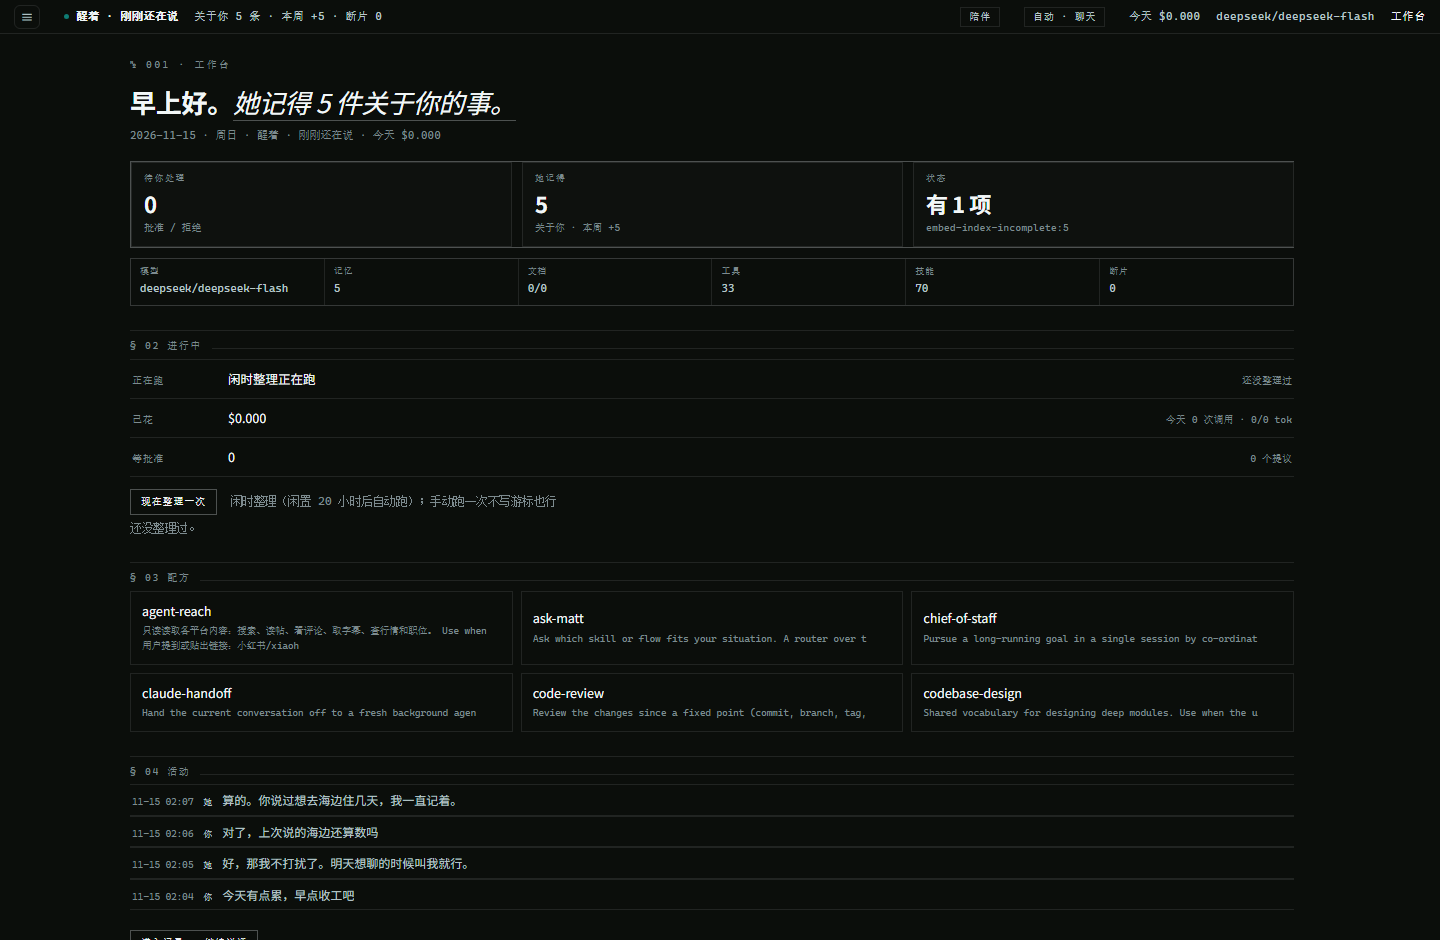 醒着 · 刚刚还在说 关于你 5 条 · 本周 +5 · 断片 0 陪伴 自动 · 聊天 今天 $0.000 deepseek/deepseek-flash 工作台
001 · 工作台
早上好。她记得 5 件关于你的事。
2026-11-15 · 周日 · 醒着 · 刚刚还在说 · 今天 $0.000
待你处理 她记得 状态
0 5 有 1 项
批准 / 拒绝 关于你 · 本周 +5 embed-index-incomplete:5
模型 记忆 文档 工具 技能 断片
deepseek/deepseek-flash 5 0/0 33 70 0
§ 02 进行中
正在跑 闲时整理正在跑 还没整理过
已花 $0.000 今天 0 次调用 · 0/0 tok
等批准 0 0 个提议
现在整理一次 闲时整理（闲置 20 小时后自动跑）；手动跑一次不写游标也行
还没整理过。
§ 03 配方
agent-reach ask-matt chief-of-staff
只读读取各平台内容：搜索、读帖、看评论、取字幕、查行情和职位。 Use when
用户提到或贴出链接：小红书/xiaoh
Ask which skill or flow fits your situation. A router over t
Pursue a long-running goal in a single session by co-ordinat
claude-handoff code-review codebase-design
Hand the current conversation off to a fresh background agen
Review the changes since a fixed point (commit, branch, tag,
Shared vocabulary for designing deep modules. Use when the u
§ 04 活动
11-15 02:07 她 算的。你说过想去海边住几天，我一直记着。
11-15 02:06 你 对了，上次说的海边还算数吗
11-15 02:05 她 好，那我不打扰了。明天想聊的时候叫我就行。
11-15 02:04 你 今天有点累，早点收工吧